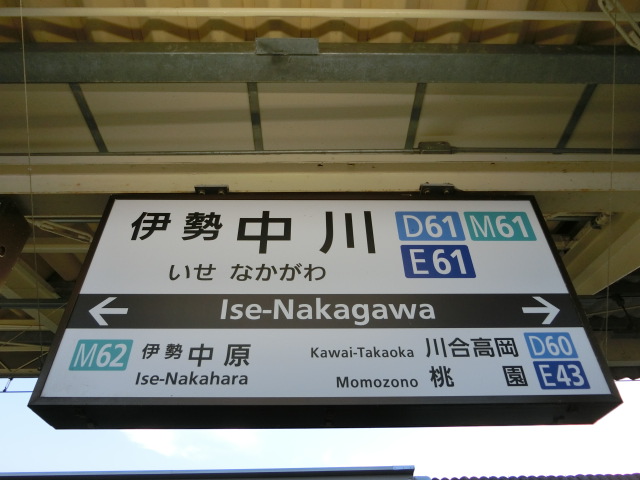 伊勢中川 D61 M61
いせ なかがわ E61
Ise-Nakagawa
M62 伊勢中原
Ise-Nakahara
Kawai-Takaoka 川合高岡 D60
Momozono 桃園 E43